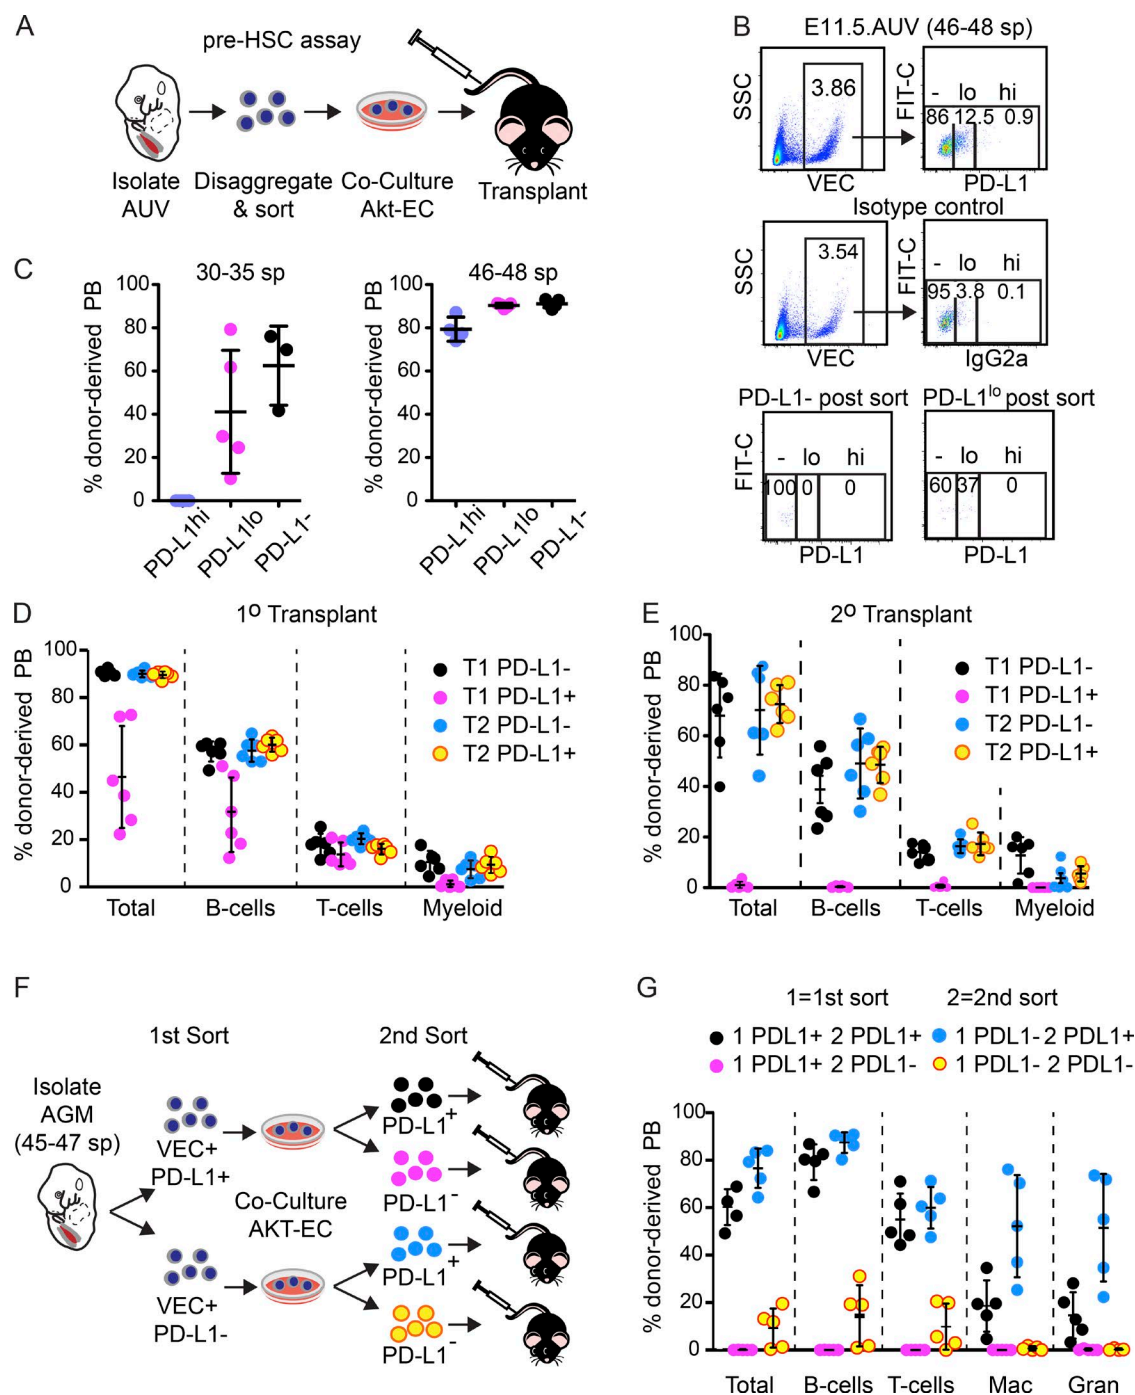 A
pre-HSC assay
Isolate
AUV
Disaggregate
& sort
Co-Culture
Akt-EC
Transplant
B
E11.5.AUV (46-48 sp)
SSC
3.86
VEC
FIT-C
- lo hi
86 12.5 0.9
PD-L1
Isotype control
SSC
3.54
VEC
FIT-C
- lo hi
95 3.8 0.1
IgG2a
PD-L1- post sort
FIT-C
- lo hi
100 0 0
PD-L1
PD-L1lo post sort
- lo hi
60 37 0
PD-L1
C
30-35 sp
% donor-derived PB
100
80
60
40
20
0
PD-L1hi
PD-L1lo
PD-L1-
46-48 sp
% donor-derived PB
100
80
60
40
20
0
PD-L1hi
PD-L1lo
PD-L1-
D
1º Transplant
% donor-derived PB
100
80
60
40
20
0
Total
B-cells
T-cells
Myeloid
T1 PD-L1-
T1 PD-L1+
T2 PD-L1-
T2 PD-L1+
E
2º Transplant
% donor-derived PB
100
80
60
40
20
0
Total
B-cells
T-cells
Myeloid
T1 PD-L1-
T1 PD-L1+
T2 PD-L1-
T2 PD-L1+
F
1st Sort
2nd Sort
Isolate
AGM
(45-47 sp)
VEC+
PD-L1+
Co-Culture
AKT-EC
VEC+
PD-L1-
PD-L1+
PD-L1-
PD-L1+
PD-L1-
G
1=1st sort 2=2nd sort
1 PDL1+ 2 PDL1+
1 PDL1- 2 PDL1+
1 PDL1+ 2 PDL1-
1 PDL1- 2 PDL1-
% donor-derived PB
100
80
60
40
20
0
Total
B-cells
T-cells
Mac
Gran